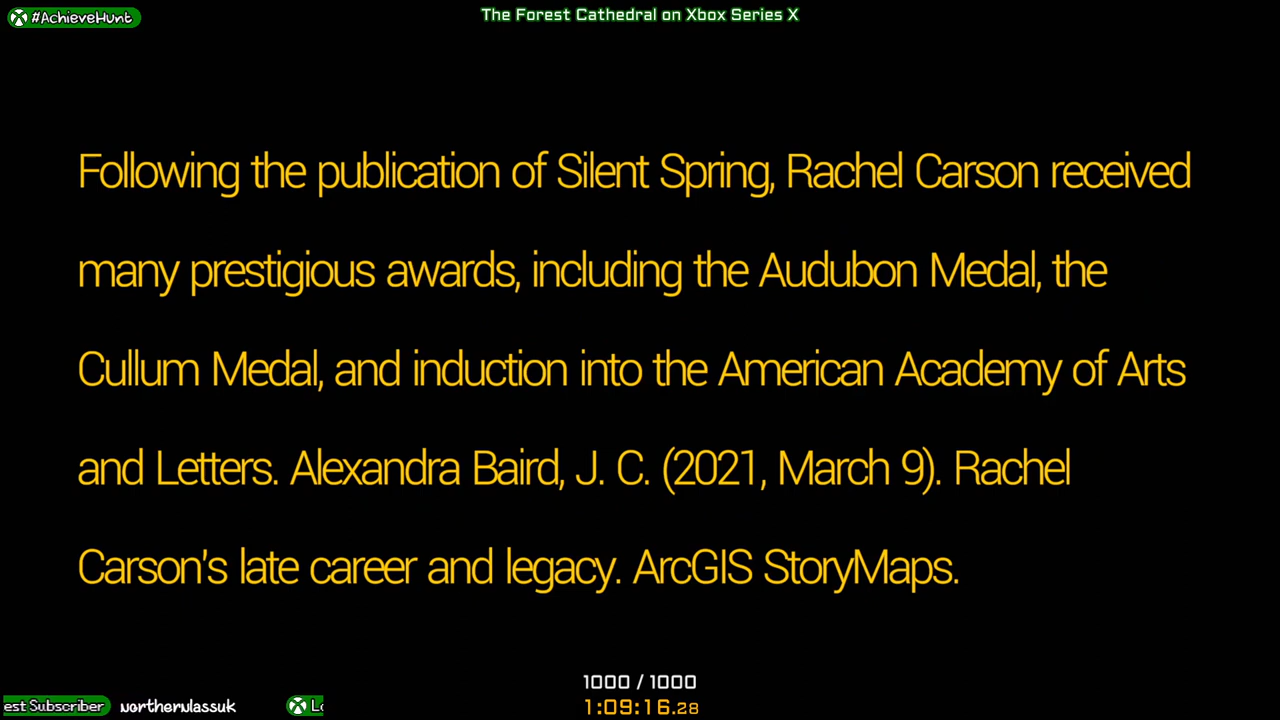 #AchieveHunt
The Forest Cathedral on Xbox Series X
Following the publication of Silent Spring, Rachel Carson received
many prestigious awards, including the Audubon Medal, the
Cullum Medal, and induction into the American Academy of Arts
and Letters. Alexandra Baird, J. C. (2021, March 9). Rachel
Carson's late career and legacy. ArcGIS StoryMaps.
1000 / 1000
1:09:16.28
est Subscriber northernlassuk